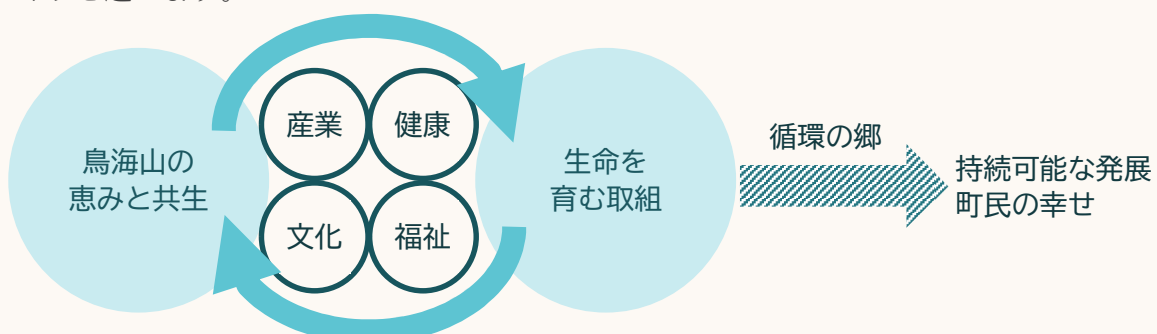 鳥海山の
恵みと共生
産業
健康
文化
福祉
生命を
育む取組
循環の郷
持続可能な発展
町民の幸せ